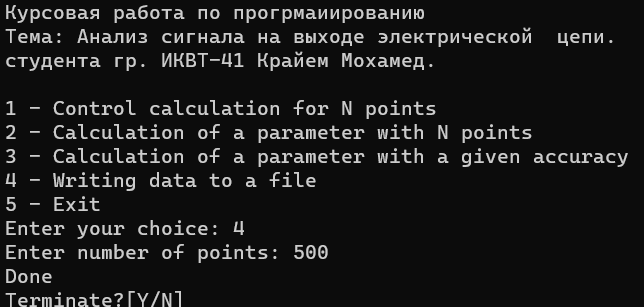 Курсовая работа по прогрмаиированию
Тема: Анализ сигнала на выходе электрической  цепи.
студента гр. ИКВТ-41 Крайем Мохамед.
1 - Control calculation for N points
2 - Calculation of a parameter with N points
3 - Calculation of a parameter with a given accuracy
4 - Writing data to a file
5 - Exit
Enter your choice: 4
Enter number of points: 500
Done
Terminate?[Y/N]